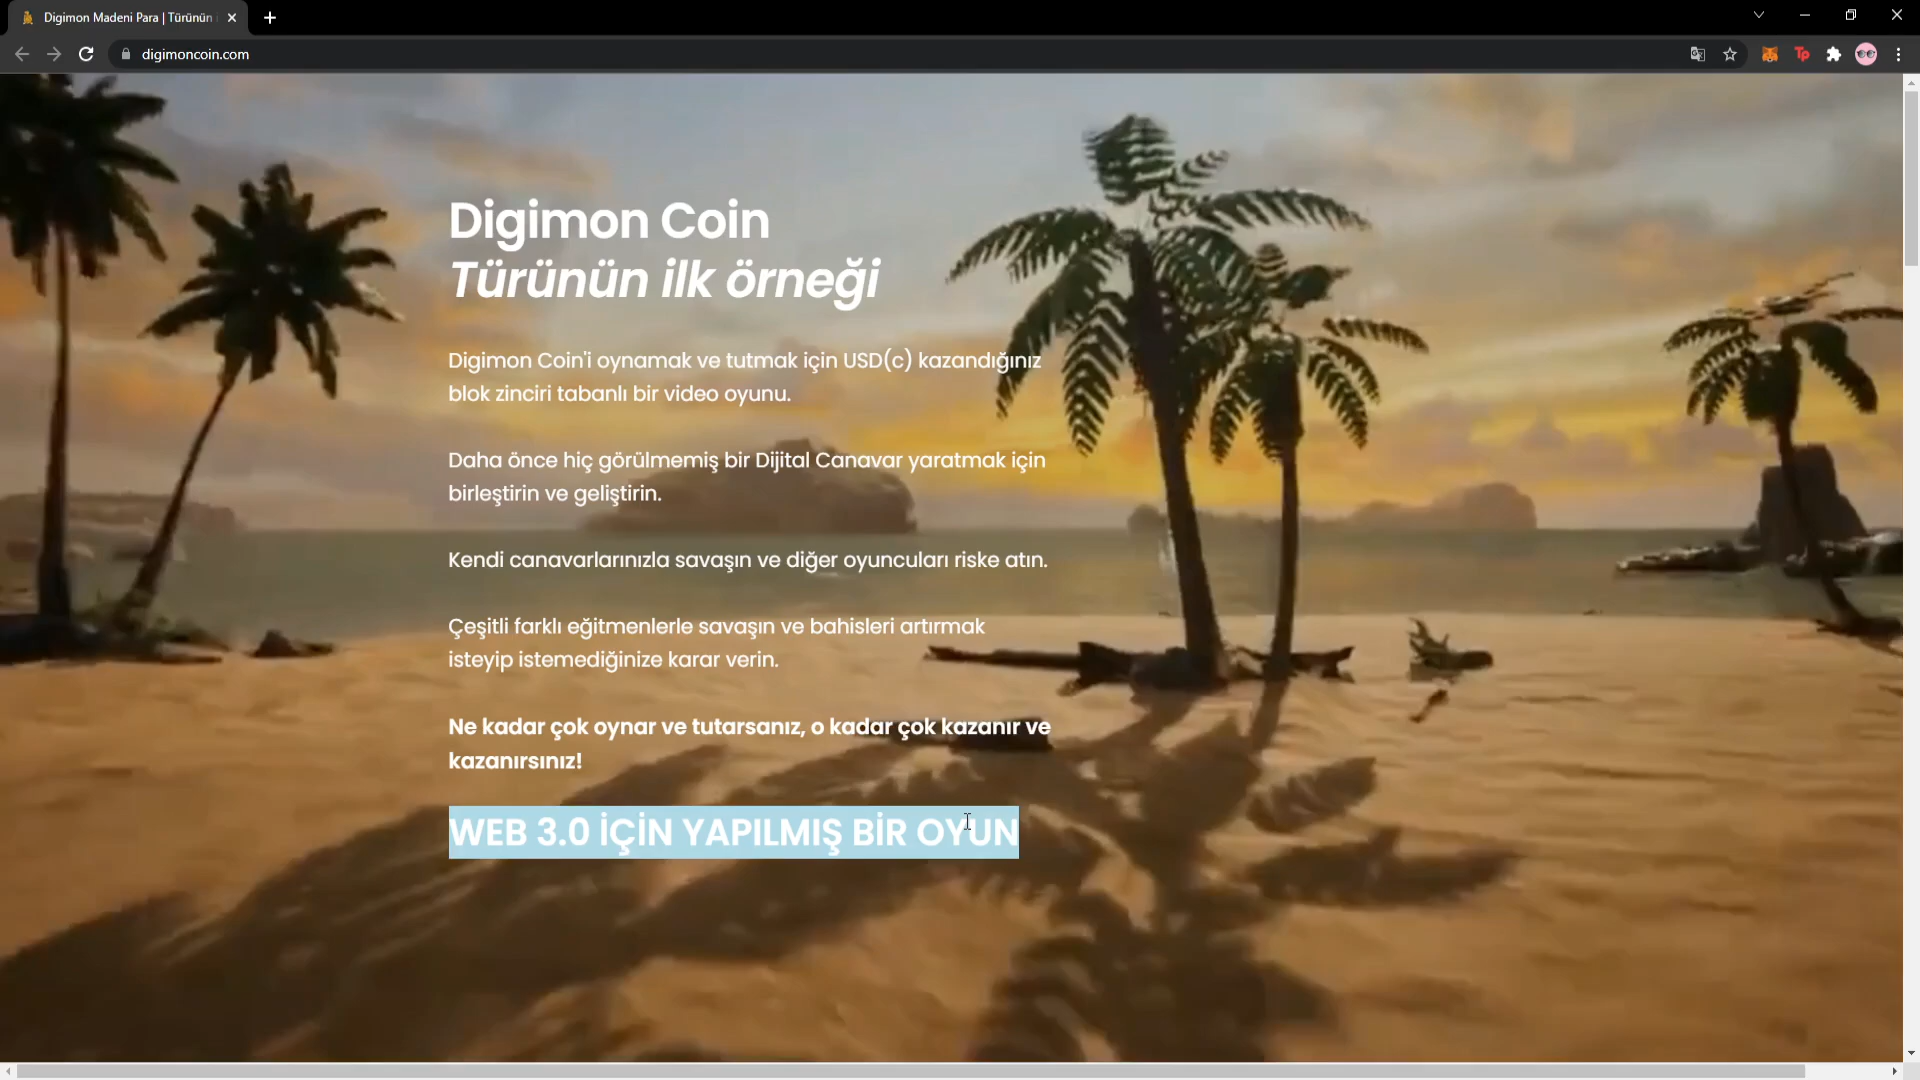 Digimon Madeni Para | Türünün
digimoncoin.com
Tp
Digimon Coin
Türünün ilk örneği
Digimon Coin'i oynamak ve tutmak için USD(c) kazandığınız
blok zinciri tabanlı bir video oyunu.
Daha önce hiç görülmemiş bir Dijital Canavar yaratmak için
birleştirin ve geliştirin.
Kendi canavarlarınızla savaşın ve diğer oyuncuları riske atın.
Çeşitli farklı eğitmenlerle savaşın ve bahisleri artırmak
isteyip istemediğinize karar verin.
Ne kadar çok oynar ve tutarsanız, o kadar çok kazanır ve
kazanırsınız!
WEB 3.0 İÇİN YAPILMIŞ BİR OYUN